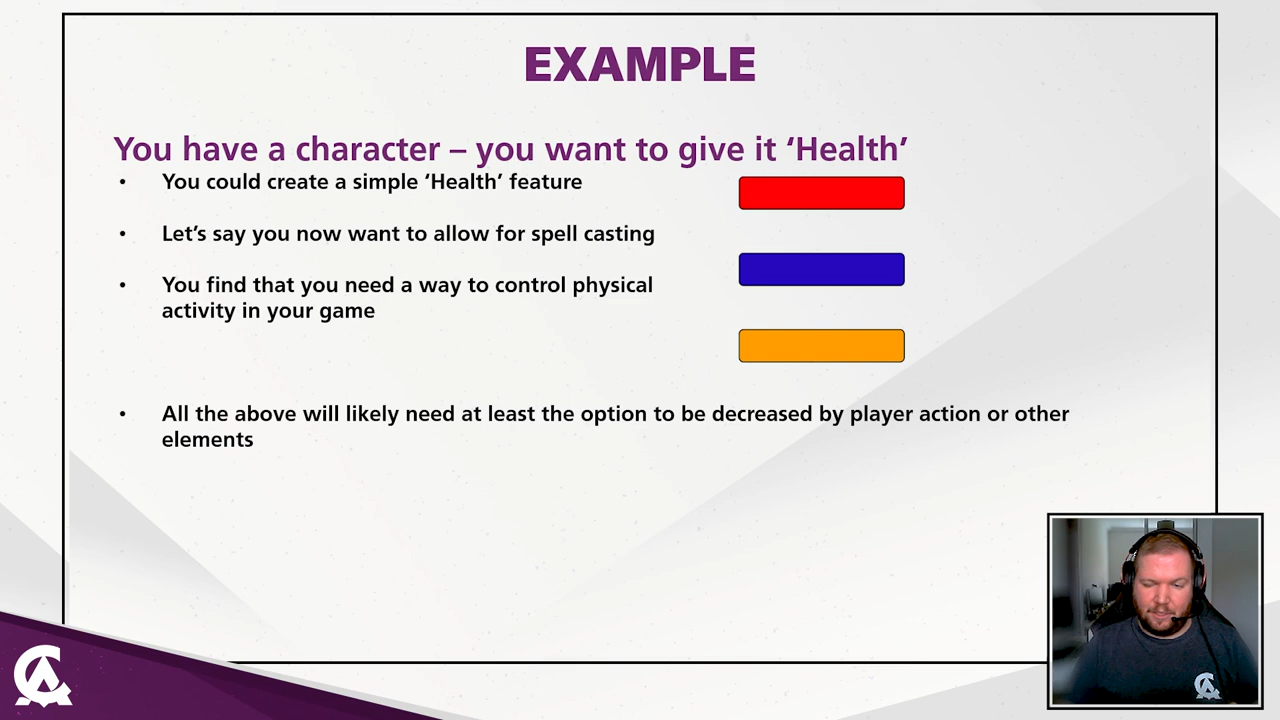 EXAMPLE
You have a character – you want to give it ‘Health’
• You could create a simple ‘Health’ feature
• Let’s say you now want to allow for spell casting
• You find that you need a way to control physical
activity in your game
• All the above will likely need at least the option to be decreased by player action or other
elements